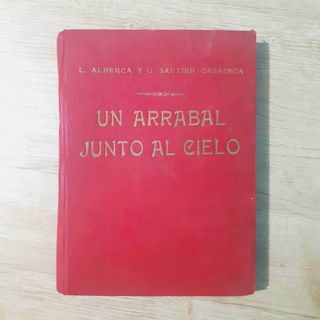 L. ALBERCA Y G. SAUTIER CASASECA
UN ARRABAL
JUNTO AL CIELO